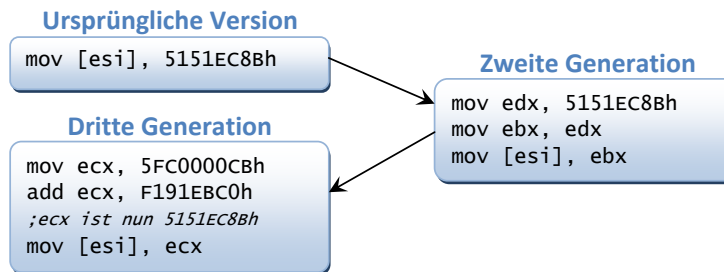 Ursprüngliche Version
mov [esi], 5151EC8Bh
Zweite Generation
mov edx, 5151EC8Bh
mov ebx, edx
mov [esi], ebx
Dritte Generation
mov ecx, 5FC0000CBh
add ecx, F191EBC0h
;ecx ist nun 5151EC8Bh
mov [esi], ecx